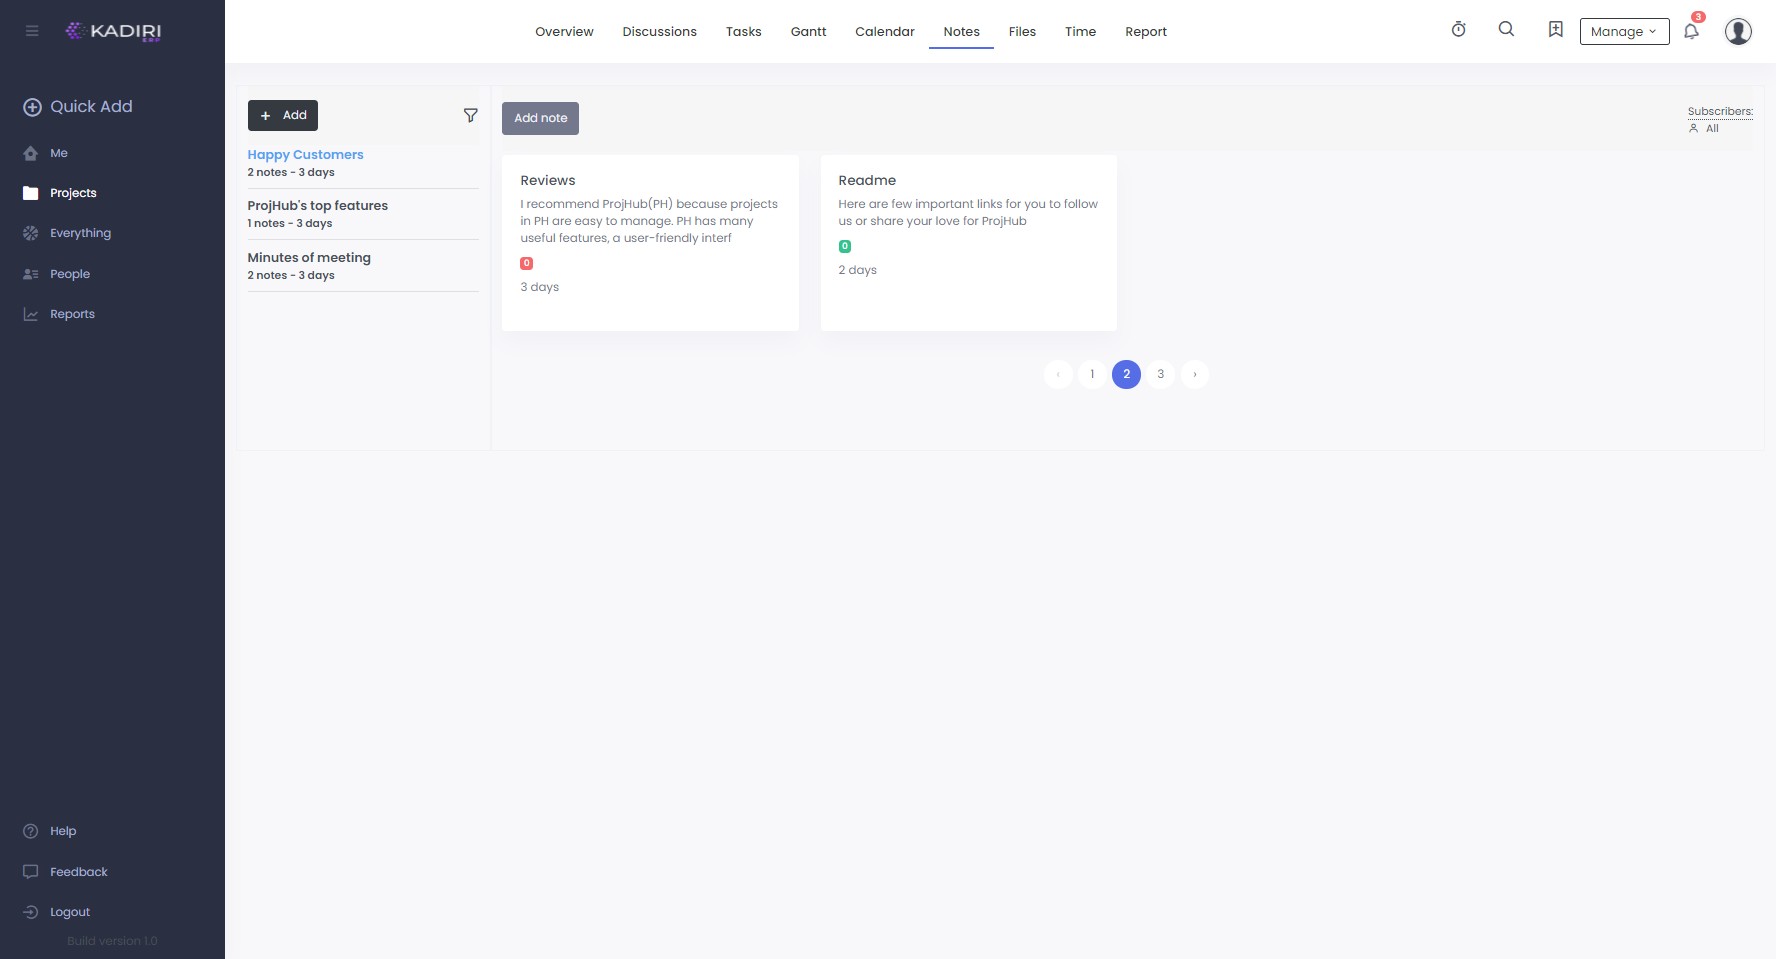 KADIRI
ERP
Overview
Discussions
Tasks
Gantt
Calendar
Notes
Files
Time
Report
Manage
3
Quick Add
Me
Projects
Everything
People
Reports
Help
Feedback
Logout
Build version 1.0
+ Add
Happy Customers
2 notes - 3 days
ProjHub's top features
1 notes - 3 days
Minutes of meeting
2 notes - 3 days
Add note
Subscribers:
All
Reviews
I recommend ProjHub(PH) because projects
in PH are easy to manage. PH has many
useful features, a user-friendly interf
0
3 days
Readme
Here are few important links for you to follow
us or share your love for ProjHub
0
2 days
‹ 1 2 3 ›